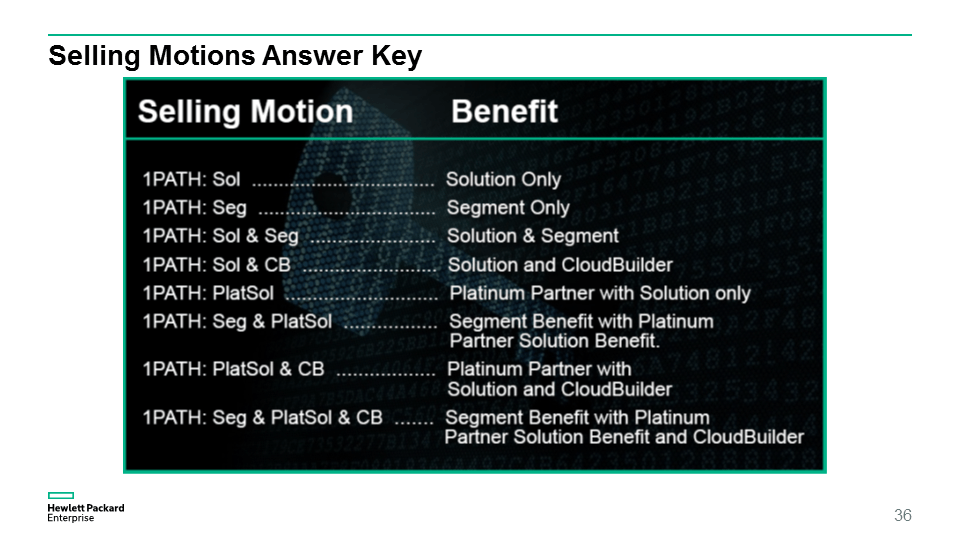 Selling Motions Answer Key
Selling Motion Benefit
1PATH: Sol .................................. Solution Only
1PATH: Seg ................................. Segment Only
1PATH: Sol & Seg ........................ Solution & Segment
1PATH: Sol & CB ......................... Solution and CloudBuilder
1PATH: PlatSol ............................. Platinum Partner with Solution only
1PATH: Seg & PlatSol .................. Segment Benefit with Platinum
Partner Solution Benefit.
1PATH: PlatSol & CB ................... Platinum Partner with
Solution and CloudBuilder
1PATH: Seg & PlatSol & CB ....... Segment Benefit with Platinum
Partner Solution Benefit and CloudBuilder
Hewlett Packard
Enterprise
36